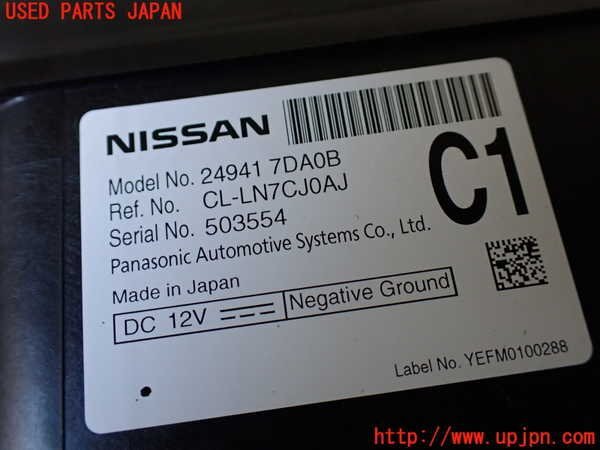 USED PARTS JAPAN
NISSAN
Model No. 24941 7DA0B
Ref. No. CL-LN7CJ0AJ
Serial No. 503554
C1
Panasonic Automotive Systems Co., Ltd.
Made in Japan
DC 12V Negative Ground
Label No. YEFM0100288
http://www.upjpn.com/